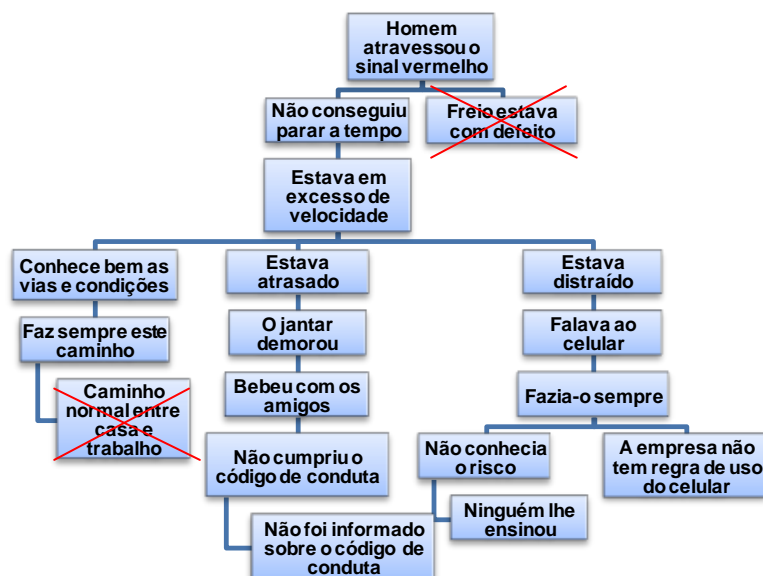 Homem
atravessou o
sinal vermelho
Não conseguiu
parar a tempo
Freio estava
com defeito
Estava em
excesso de
velocidade
Conhece bem as
vias e condições
Estava
atrasado
Estava
distraído
Faz sempre este
caminho
O jantar
demorou
Falava ao
celular
Caminho
normal entre
casa e
trabalho
Bebeu com os
amigos
Fazia-o sempre
Não cumpriu o
código de conduta
Não conhecia
o risco
A empresa não
tem regra de uso
do celular
Não foi informado
sobre o código de
conduta
Ninguém lhe
ensinou